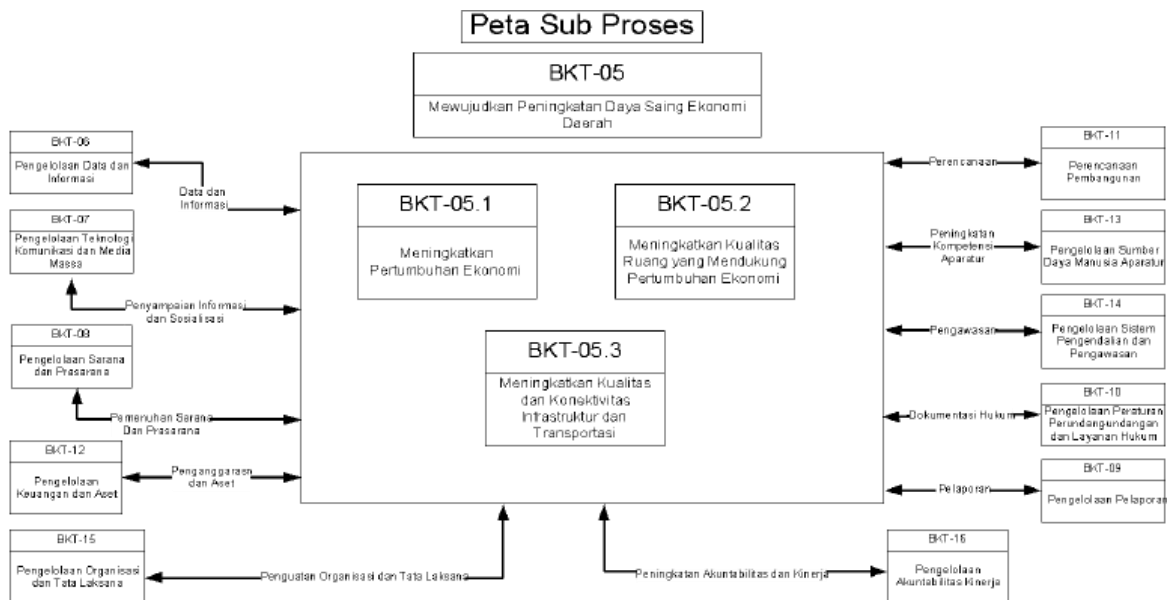 Peta Sub Proses
BKT-05
Mewujudkan Peningkatan Daya Saing Ekonomi
Daerah
BKT-06
Pengelolaan Data dan
Informasi
Data dan
Informasi
BKT-07
Pengelolaan Teknologi
Komunikasi dan Media
Massa
Penyampaian Informasi
dan Sosialisasi
BKT-08
Pengelolaan Sarana
dan Prasarana
Pemenuhan Sarana
Dan Prasarana
BKT-12
Pengelolaan
Keuangan dan Aset
Penganggarasn
dan Aset
BKT-15
Pengelolaan Organisasi
dan Tata Laksana
Penguatan Organisasi dan Tata Laksana
BKT-05.1
Meningkatkan
Pertumbuhan Ekonomi
BKT-05.2
Meningkatkan Kualitas
Ruang yang Mendukung
Pertumbuhan Ekonomi
BKT-05.3
Meningkatkan Kualitas
dan Konektivitas
Infrastruktur dan
Transportasi
Perencanaan
BKT-11
Perencanaan
Pembangunan
Peningkatan
Kompetensi
Aparatur
BKT-13
Pengelolaan Sumber
Daya Manusia Aparatur
Pengawasan
BKT-14
Pengelolaan Sistem
Pengendalian dan
Pengawasan
Dokumentasi Hukum
BKT-10
Pengelolaan Peraturan
Perundangundangan
dan Layanan Hukum
Pelaporan
BKT-09
Pengelolaan Pelaporan
Peningkatan Akuntabilitas dan Kinerja
BKT-16
Pengelolaan
Akuntabilitas Kinerja